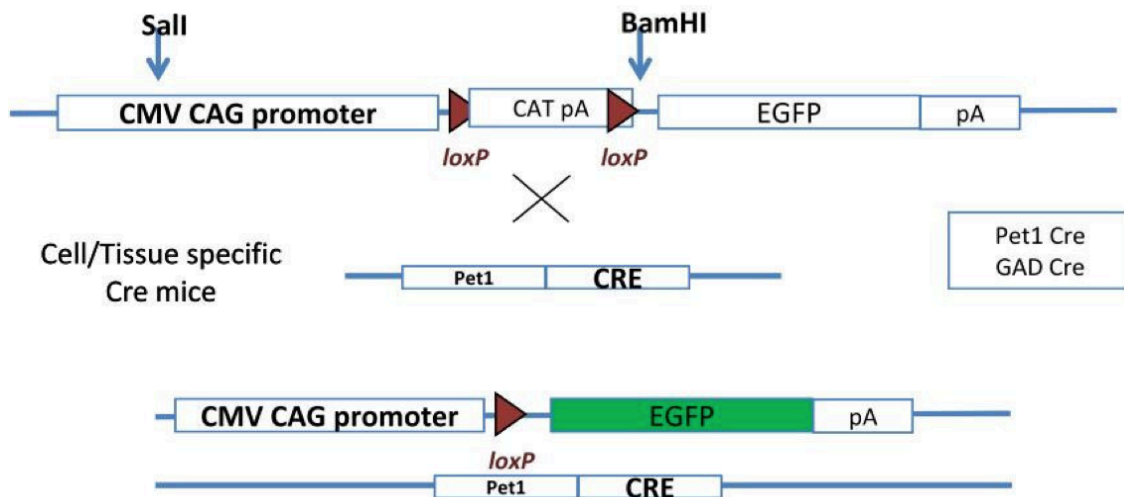 SalI
BamHI
CMV CAG promoter
CAT pA
EGFP
pA
loxP
loxP
Cell/Tissue specific
Cre mice
Pet1
CRE
Pet1 Cre
GAD Cre
CMV CAG promoter
EGFP
pA
loxP
Pet1
CRE